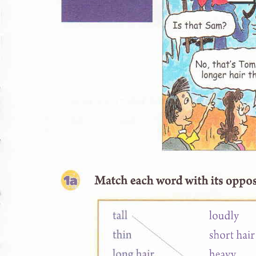 Is that Sam?
No, that's Tom
longer hair th
1a Match each word with its oppos
tall loudly
thin short hair
long hair heavy